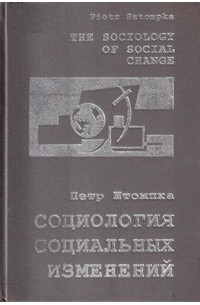 Piotr Sztompka
THE SOCIOLOGY
OF SOCIAL
CHANGE
Петр Штомпка
СОЦИОЛОГИЯ
СОЦИАЛЬНЫХ
ИЗМЕНЕНИЙ